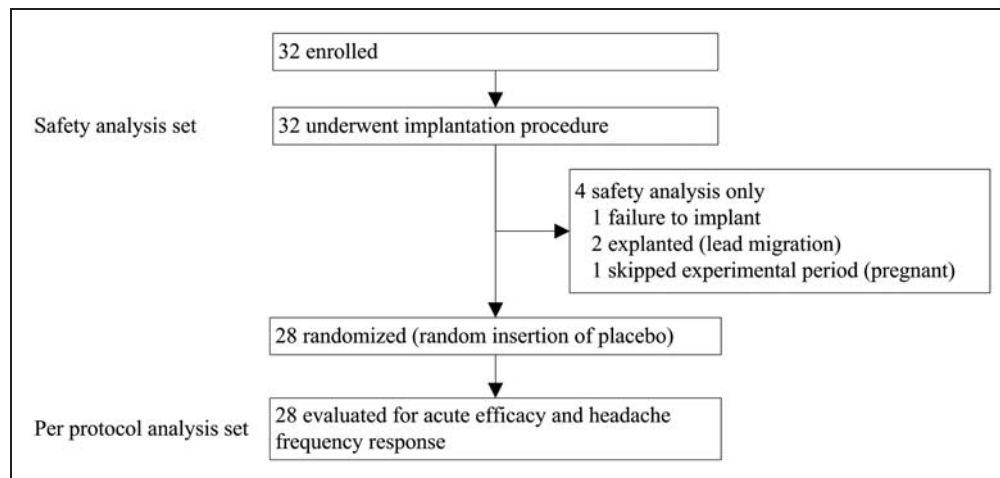 32 enrolled
Safety analysis set
32 underwent implantation procedure
4 safety analysis only
1 failure to implant
2 explanted (lead migration)
1 skipped experimental period (pregnant)
28 randomized (random insertion of placebo)
Per protocol analysis set
28 evaluated for acute efficacy and headache
frequency response